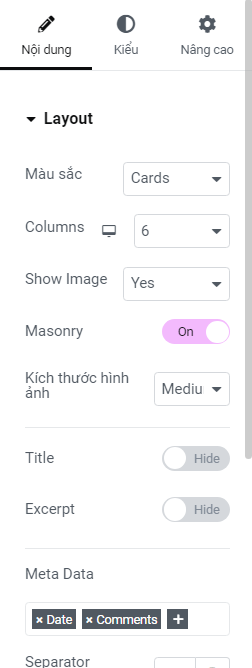 Nội dung Kiểu Nâng cao
Layout
Màu sắc Cards
Columns 6
Show Image Yes
Masonry On
Kích thước hình
ảnh Mediu
Title Hide
Excerpt Hide
Meta Data
× Date × Comments +
Separator